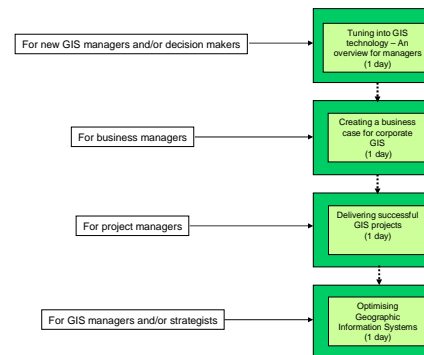 For new GIS managers and/or decision makers
Tuning into GIS
technology – An
overview for managers
(1 day)
For business managers
Creating a business
case for corporate
GIS
(1 day)
For project managers
Delivering successful
GIS projects
(1 day)
For GIS managers and/or strategists
Optimising
Geographic
Information Systems
(1 day)